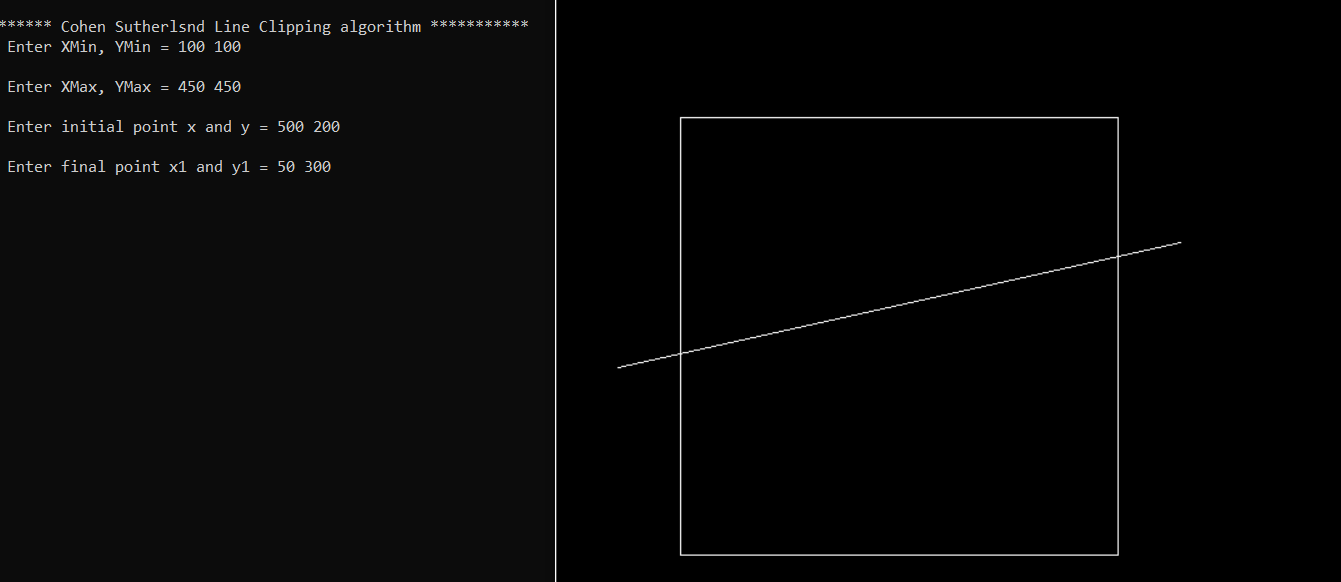 ****** Cohen Sutherlsnd Line Clipping algorithm ***********
Enter XMin, YMin = 100 100
Enter XMax, YMax = 450 450
Enter initial point x and y = 500 200
Enter final point x1 and y1 = 50 300